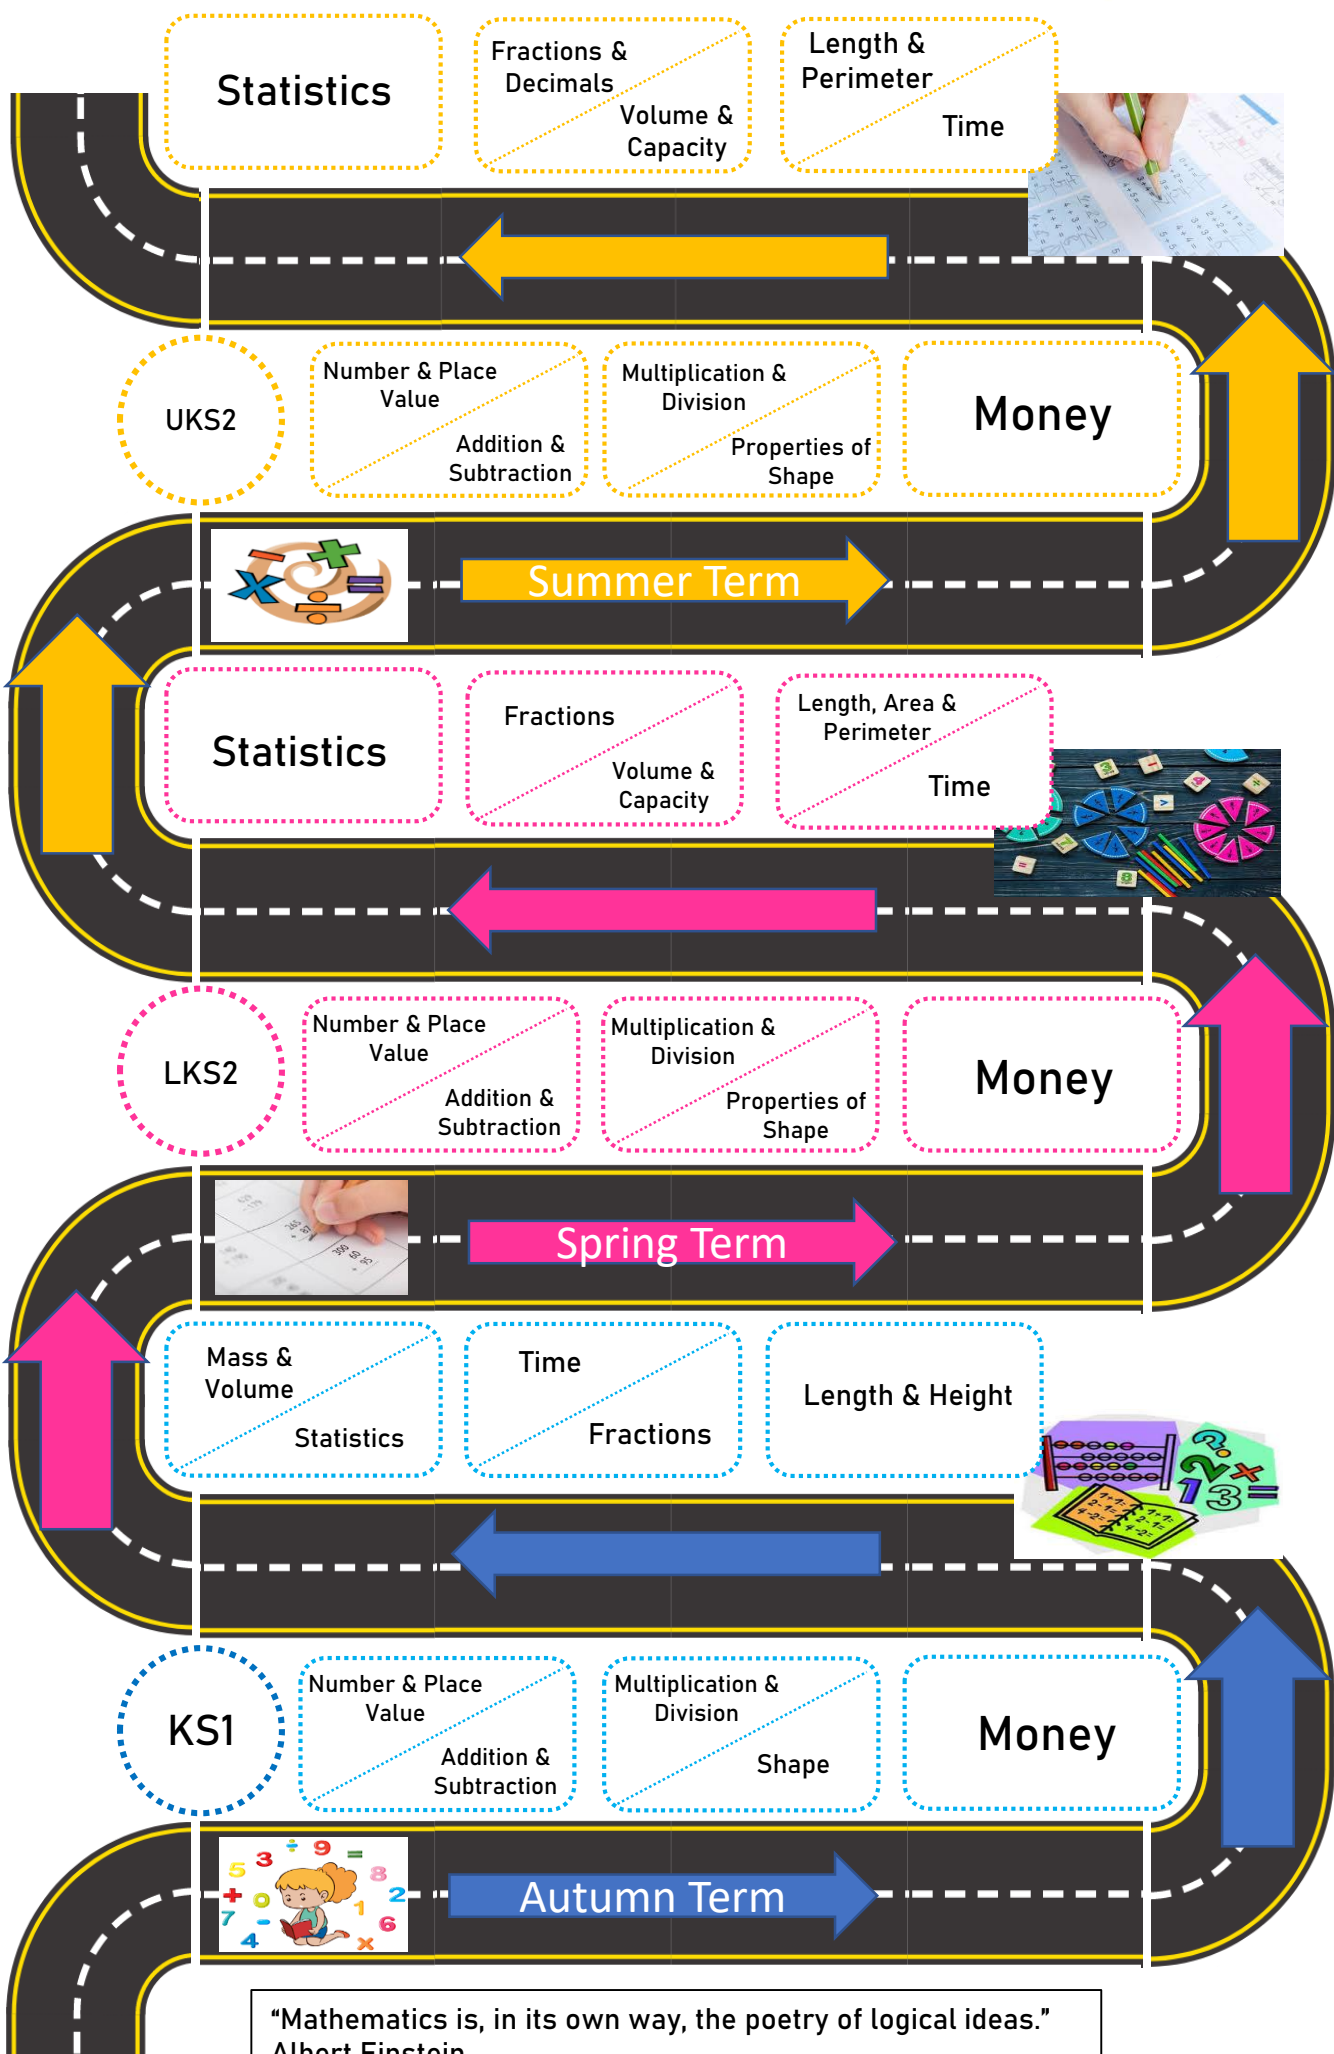 Statistics
Fractions &
Decimals
Volume &
Capacity
Length &
Perimeter
Time
UKS2
Number & Place
Value
Addition &
Subtraction
Multiplication &
Division
Properties of
Shape
Money
Summer Term
Statistics
Fractions
Volume &
Capacity
Length, Area &
Perimeter
Time
LKS2
Number & Place
Value
Addition &
Subtraction
Multiplication &
Division
Properties of
Shape
Money
Spring Term
Mass &
Volume
Statistics
Time
Fractions
Length & Height
KS1
Number & Place
Value
Addition &
Subtraction
Multiplication &
Division
Shape
Money
Autumn Term
“Mathematics is, in its own way, the poetry of logical ideas.”
Albert Einstein